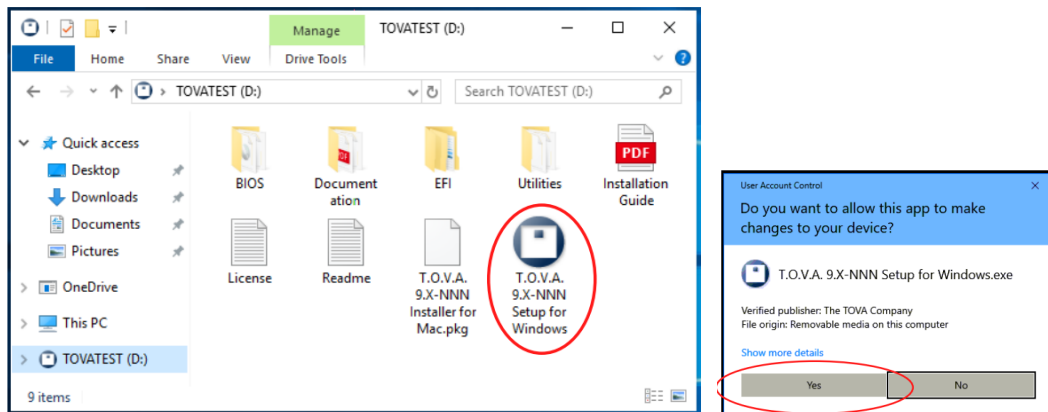 Manage
TOVATEST (D:)
File
Home
Share
View
Drive Tools
TOVATEST (D:)
Search TOVATEST (D:)
Quick access
Desktop
Downloads
Documents
Pictures
OneDrive
This PC
TOVATEST (D:)
BIOS
Document
ation
EFI
Utilities
PDF
Installation
Guide
License
Readme
T.O.V.A.
9.X-NNN
Installer for
Mac.pkg
T.O.V.A.
9.X-NNN
Setup for
Windows
9 items
User Account Control
Do you want to allow this app to make
changes to your device?
T.O.V.A. 9.X-NNN Setup for Windows.exe
Verified publisher: The TOVA Company
File origin: Removable media on this computer
Show more details
Yes
No